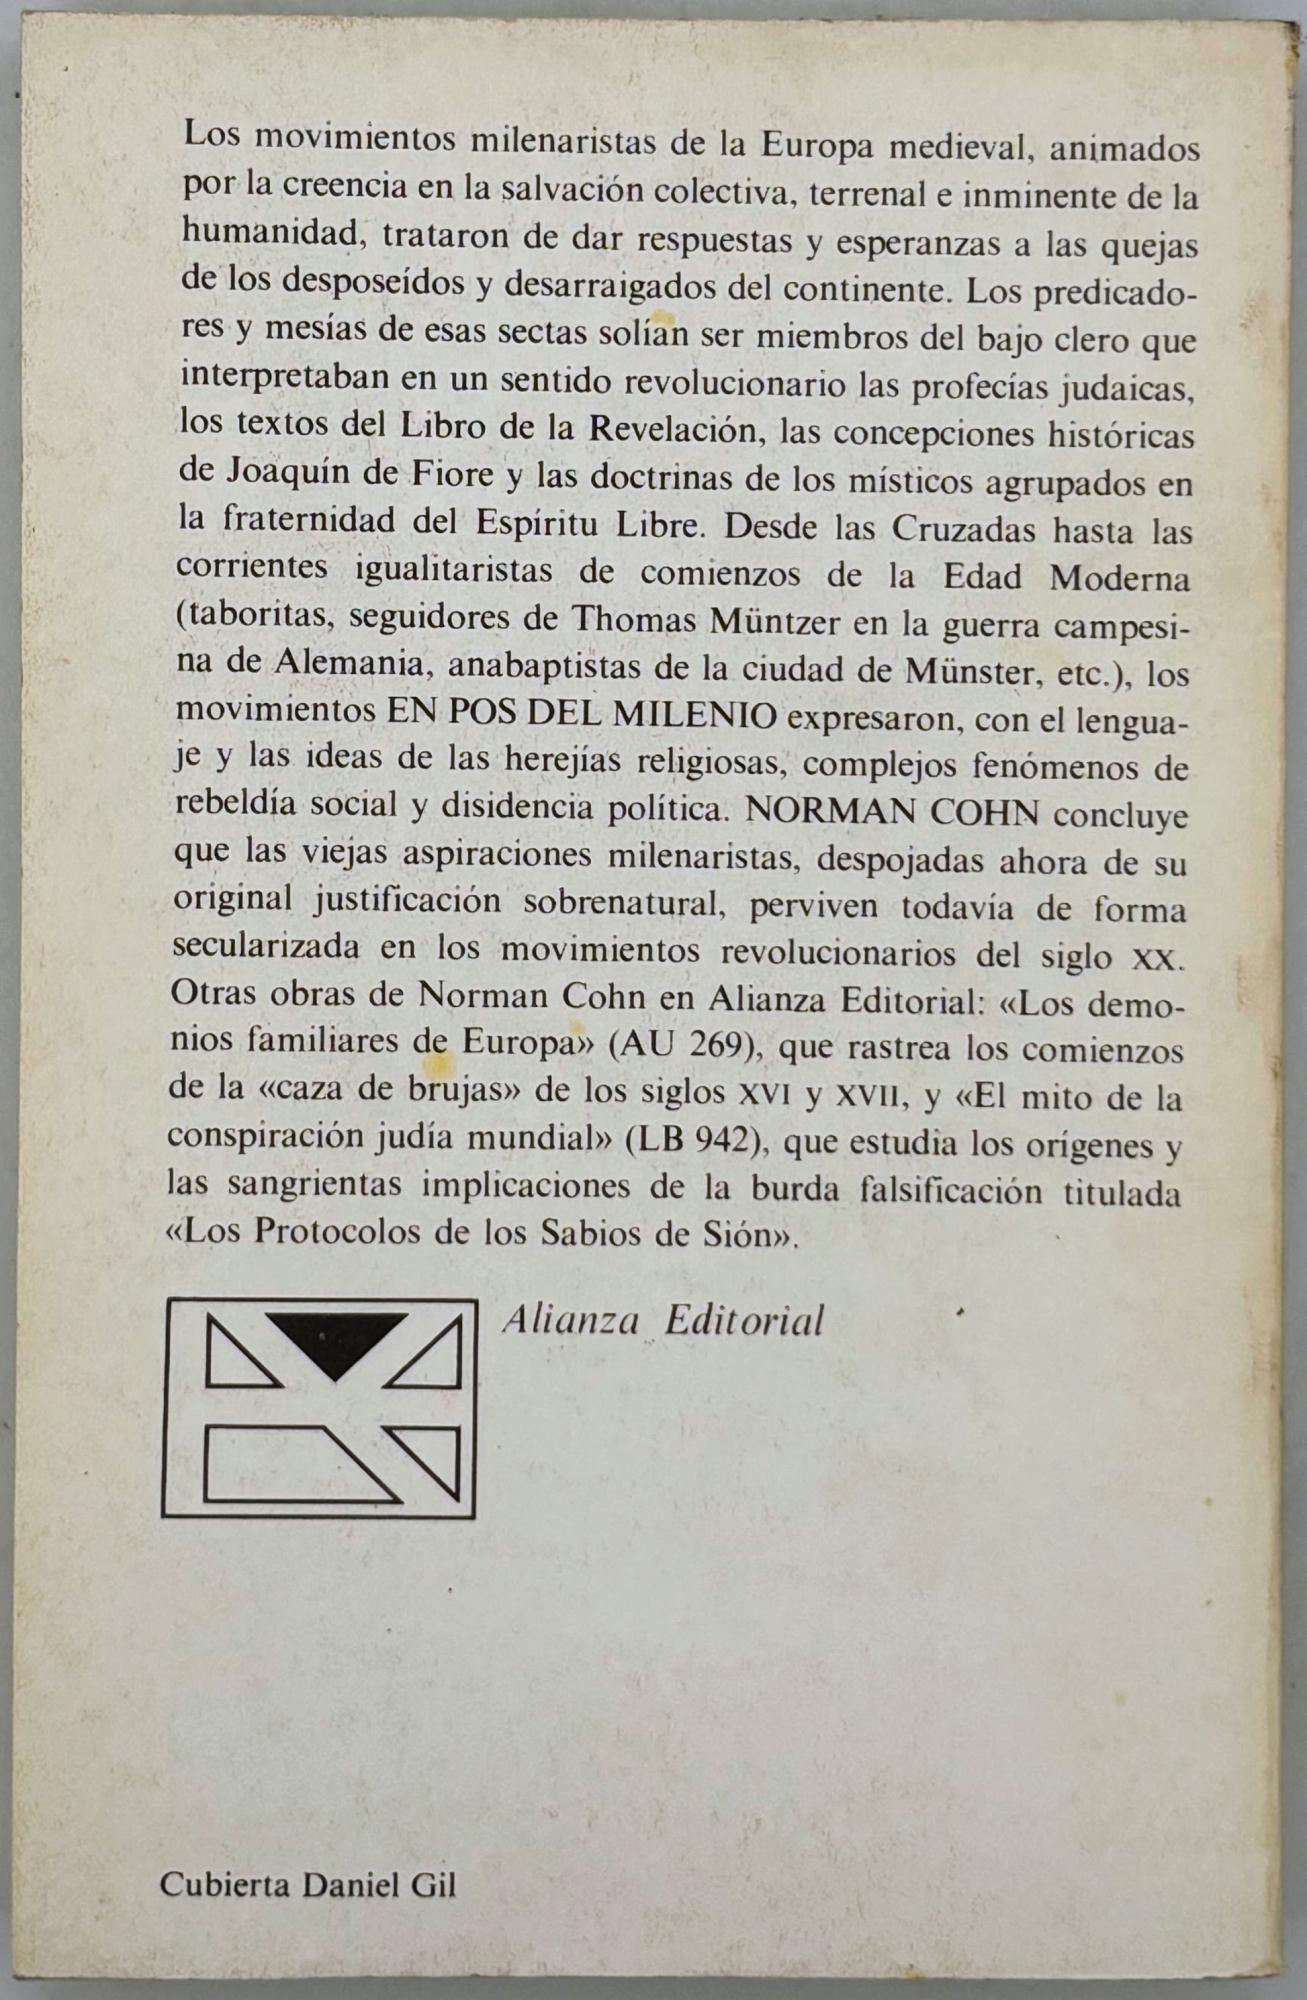 Los movimientos milenaristas de la Europa medieval, animados
por la creencia en la salvación colectiva, terrenal e inminente de la
humanidad, trataron de dar respuestas y esperanzas a las quejas
de los desposeídos y desarraigados del continente. Los predicado-
res y mesías de esas sectas solían ser miembros del bajo clero que
interpretaban en un sentido revolucionario las profecías judaicas,
los textos del Libro de la Revelación, las concepciones históricas
de Joaquín de Fiore y las doctrinas de los místicos agrupados en
la fraternidad del Espíritu Libre. Desde las Cruzadas hasta las
corrientes igualitaristas de comienzos de la Edad Moderna
(taboritas, seguidores de Thomas Müntzer en la guerra campesi-
na de Alemania, anabaptistas de la ciudad de Münster, etc.), los
movimientos EN POS DEL MILENIO expresaron, con el lengua-
je y las ideas de las herejías religiosas, complejos fenómenos de
rebeldía social y disidencia política. NORMAN COHN concluye
que las viejas aspiraciones milenaristas, despojadas ahora de su
original justificación sobrenatural, perviven todavía de forma
secularizada en los movimientos revolucionarios del siglo XX.
Otras obras de Norman Cohn en Alianza Editorial: «Los demo-
nios familiares de Europa» (AU 269), que rastrea los comienzos
de la «caza de brujas» de los siglos XVI y XVII, y «El mito de la
conspiración judía mundial» (LB 942), que estudia los orígenes y
las sangrientas implicaciones de la burda falsificación titulada
«Los Protocolos de los Sabios de Sión».
Alianza Editorial
Cubierta Daniel Gil